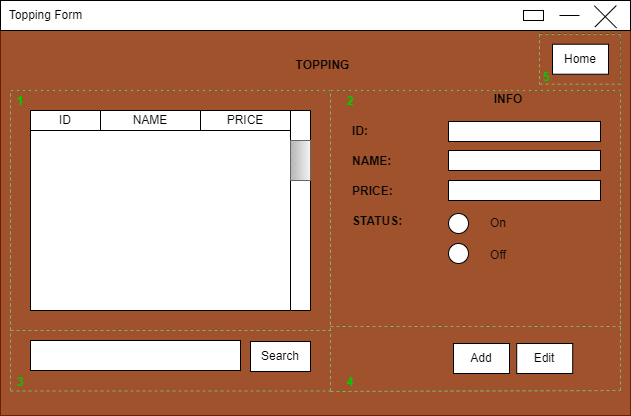 Topping Form
Home
TOPPING
5
1
2
INFO
ID NAME PRICE
ID:
NAME:
PRICE:
STATUS:
On
Off
Search
3
Add
Edit
4